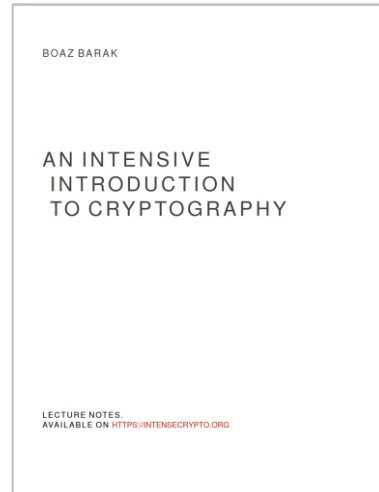 BOAZ BARAK
AN INTENSIVE
INTRODUCTION
TO CRYPTOGRAPHY
LECTURE NOTES.
AVAILABLE ON HTTPS://INTENSECRYPTO.ORG